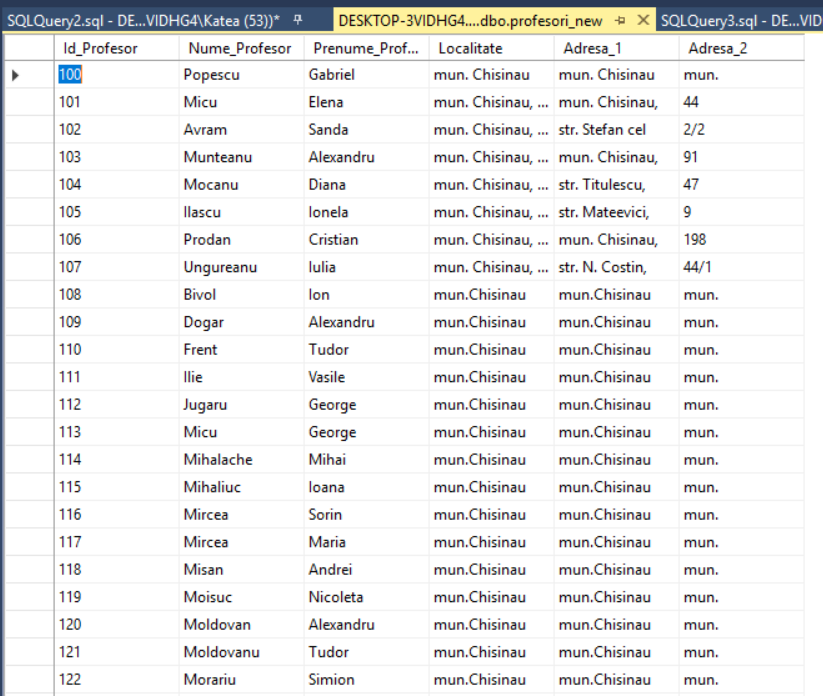 SQLQuery2.sql - DE...VIDHG4\Katea (53))* DESKTOP-3VIDHG4....dbo.profesori_new SQLQuery3.sql - DE...VID
Id_Profesor Nume_Profesor Prenume_Prof... Localitate Adresa_1 Adresa_2
100 Popescu Gabriel mun. Chisinau mun. Chisinau mun.
101 Micu Elena mun. Chisinau, ... mun. Chisinau, 44
102 Avram Sanda mun. Chisinau, ... str. Stefan cel 2/2
103 Munteanu Alexandru mun. Chisinau, ... mun. Chisinau, 91
104 Mocanu Diana mun. Chisinau, ... str. Titulescu, 47
105 Ilascu Ionela mun. Chisinau, ... str. Mateevici, 9
106 Prodan Cristian mun. Chisinau, ... mun. Chisinau, 198
107 Ungureanu Iulia mun. Chisinau, ... str. N. Costin, 44/1
108 Bivol Ion mun.Chisinau mun.Chisinau mun.
109 Dogar Alexandru mun.Chisinau mun.Chisinau mun.
110 Frent Tudor mun.Chisinau mun.Chisinau mun.
111 Ilie Vasile mun.Chisinau mun.Chisinau mun.
112 Jugaru George mun.Chisinau mun.Chisinau mun.
113 Micu George mun.Chisinau mun.Chisinau mun.
114 Mihalache Mihai mun.Chisinau mun.Chisinau mun.
115 Mihaliuc Ioana mun.Chisinau mun.Chisinau mun.
116 Mircea Sorin mun.Chisinau mun.Chisinau mun.
117 Mircea Maria mun.Chisinau mun.Chisinau mun.
118 Misan Andrei mun.Chisinau mun.Chisinau mun.
119 Moisuc Nicoleta mun.Chisinau mun.Chisinau mun.
120 Moldovan Alexandru mun.Chisinau mun.Chisinau mun.
121 Moldovanu Tudor mun.Chisinau mun.Chisinau mun.
122 Morariu Simion mun.Chisinau mun.Chisinau mun.